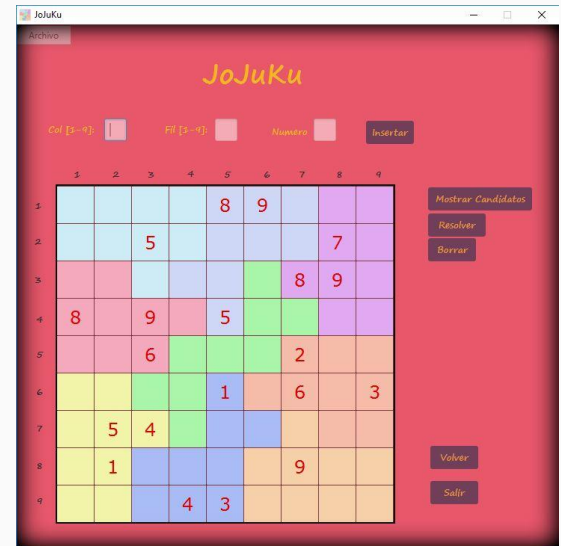 JoJuKu
Archivo
JoJuKu
Col [1-9]: Fil [1-9]: Numero Insertar
1 2 3 4 5 6 7 8 9
1 8 9
2 5 7
3 8 9
4 8 9 5
5 6 2
6 1 6 3
7 5 4
8 1 9
9 4 3
Mostrar Candidatos
Resolver
Borrar
Volver
Salir